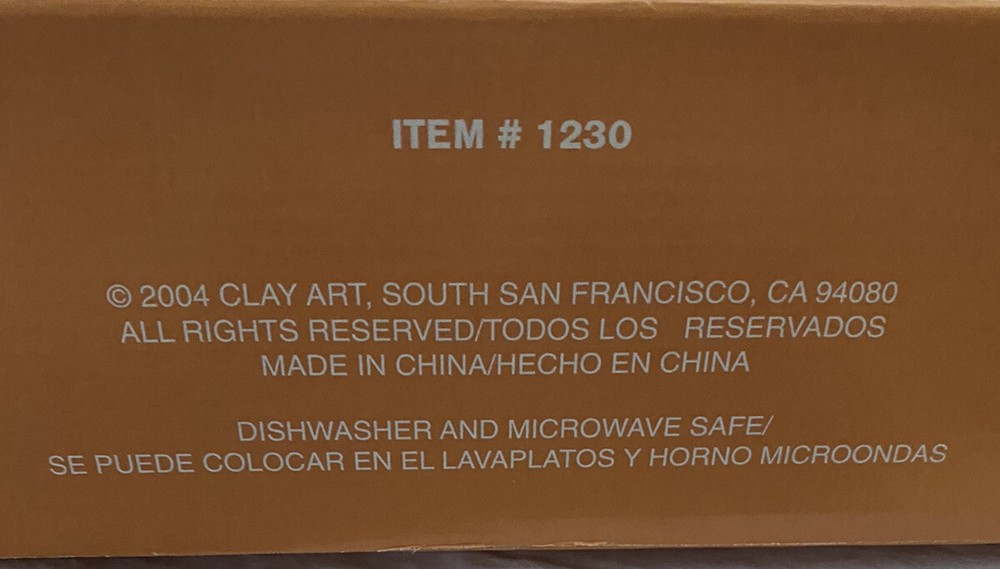 ITEM # 1230
© 2004 CLAY ART, SOUTH SAN FRANCISCO, CA 94080
ALL RIGHTS RESERVED/TODOS LOS RESERVADOS
MADE IN CHINA/HECHO EN CHINA
DISHWASHER AND MICROWAVE SAFE/
SE PUEDE COLOCAR EN EL LAVAPLATOS Y HORNO MICROONDAS